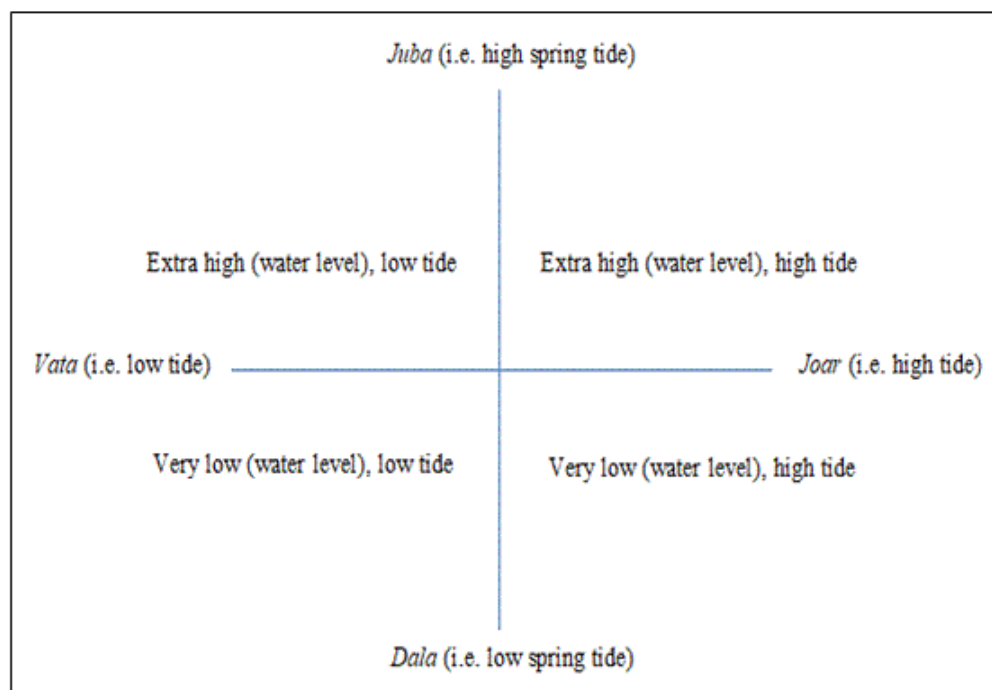 Juba (i.e. high spring tide)
Extra high (water level), low tide
Extra high (water level), high tide
Vata (i.e. low tide)
Joar (i.e. high tide)
Very low (water level), low tide
Very low (water level), high tide
Dala (i.e. low spring tide)